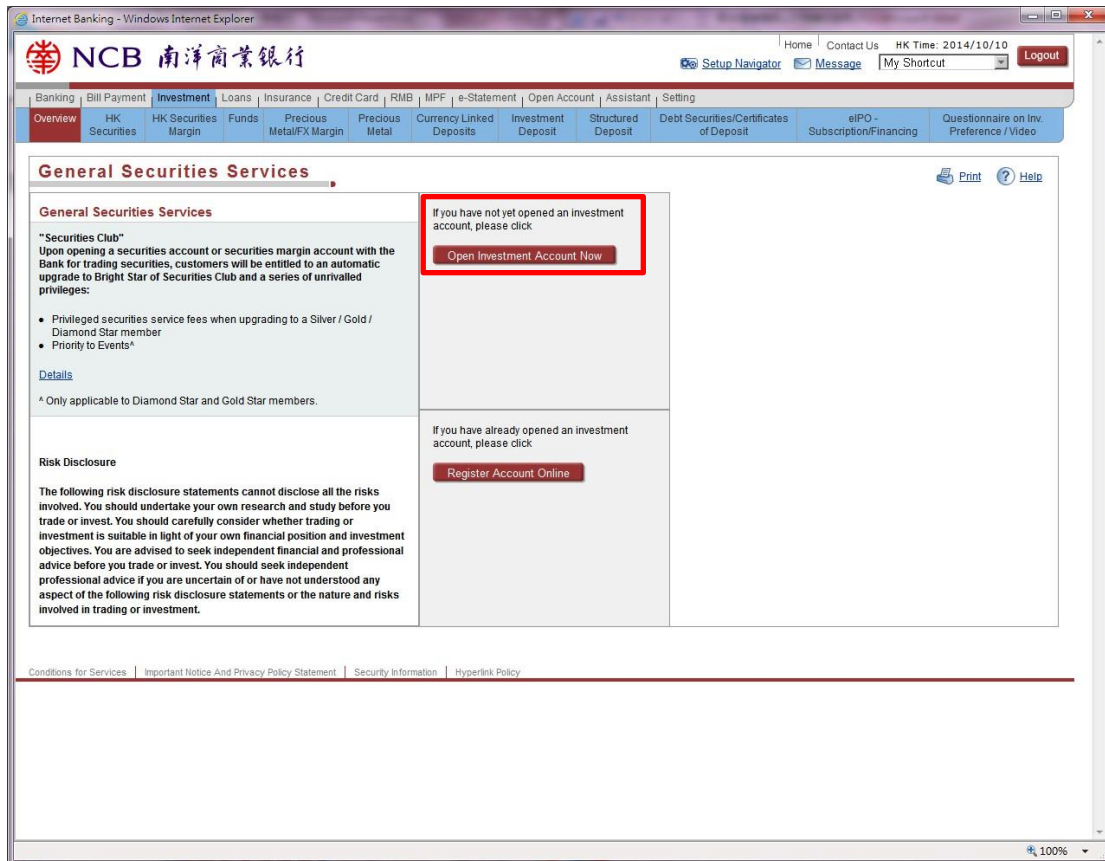 Internet Banking - Windows Internet Explorer
NCB 南洋商業銀行
Home Contact Us HK Time: 2014/10/10
Setup Navigator Message My Shortcut Logout
Banking Bill Payment Investment Loans Insurance Credit Card RMB MPF e-Statement Open Account Assistant Setting
Overview HK Securities HK Securities Margin Funds Precious Metal/FX Margin Precious Metal Currency Linked Deposits Investment Deposit Structured Deposit Debt Securities/Certificates of Deposit eIPO - Subscription/Financing Questionnaire on Inv. Preference / Video
General Securities Services
Print Help
General Securities Services
"Securities Club"
Upon opening a securities account or securities margin account with the
Bank for trading securities, customers will be entitled to an automatic
upgrade to Bright Star of Securities Club and a series of unrivalled
privileges:
• Privileged securities service fees when upgrading to a Silver / Gold /
Diamond Star member
• Priority to Events^
Details
^ Only applicable to Diamond Star and Gold Star members.
Risk Disclosure
The following risk disclosure statements cannot disclose all the risks
involved. You should undertake your own research and study before you
trade or invest. You should carefully consider whether trading or
investment is suitable in light of your own financial position and investment
objectives. You are advised to seek independent financial and professional
advice before you trade or invest. You should seek independent
professional advice if you are uncertain of or have not understood any
aspect of the following risk disclosure statements or the nature and risks
involved in trading or investment.
If you have not yet opened an investment
account, please click
Open Investment Account Now
If you have already opened an investment
account, please click
Register Account Online
Conditions for Services Important Notice And Privacy Policy Statement Security Information Hyperlink Policy
100%